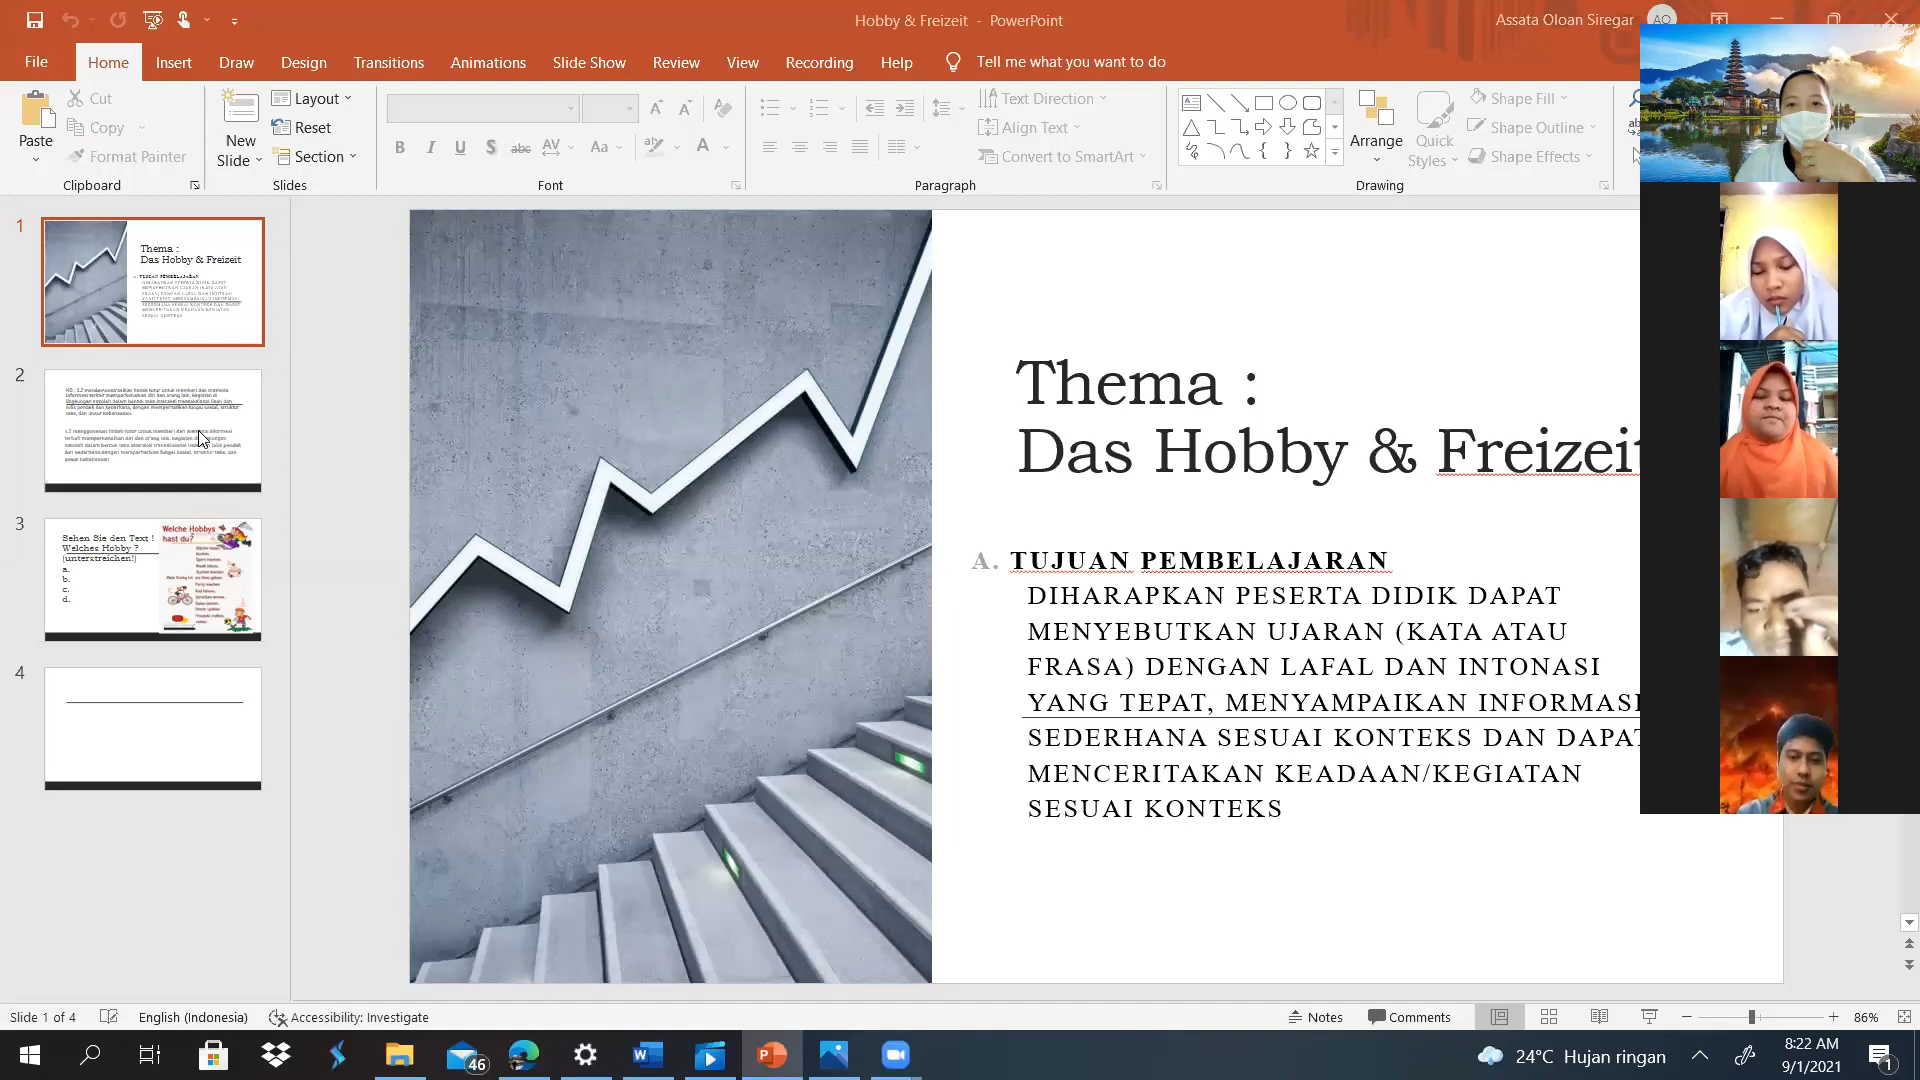 Hobby & Freizeit - PowerPoint
Assata Oloan Siregar
AO
File
Home
Insert
Draw
Design
Transitions
Animations
Slide Show
Review
View
Recording
Help
Tell me what you want to do
Paste
Cut
Copy
Format Painter
Clipboard
New
Slide
Layout
Reset
Section
Slides
Font
Text Direction
Align Text
Convert to SmartArt
Paragraph
Arrange
Quick
Styles
Shape Fill
Shape Outline
Shape Effects
Drawing
1
Thema :
Das Hobby & Freizeit
2
3
Sehen Sie den Text !
Welches Hobby ?
(unterstreichen!)
a.
b.
c.
d.
Welche Hobbys
hast du?
4
Thema :
Das Hobby & Freizeit
A. TUJUAN PEMBELAJARAN
DIHARAPKAN PESERTA DIDIK DAPAT
MENYEBUTKAN UJARAN (KATA ATAU
FRASA) DENGAN LAFAL DAN INTONASI
YANG TEPAT, MENYAMPAIKAN INFORMASI
SEDERHANA SESUAI KONTEKS DAN DAPAT
MENCERITAKAN KEADAAN/KEGIATAN
SESUAI KONTEKS
Slide 1 of 4
English (Indonesia)
Accessibility: Investigate
Notes
Comments
86%
46
24°C Hujan ringan
8:22 AM
9/1/2021
1